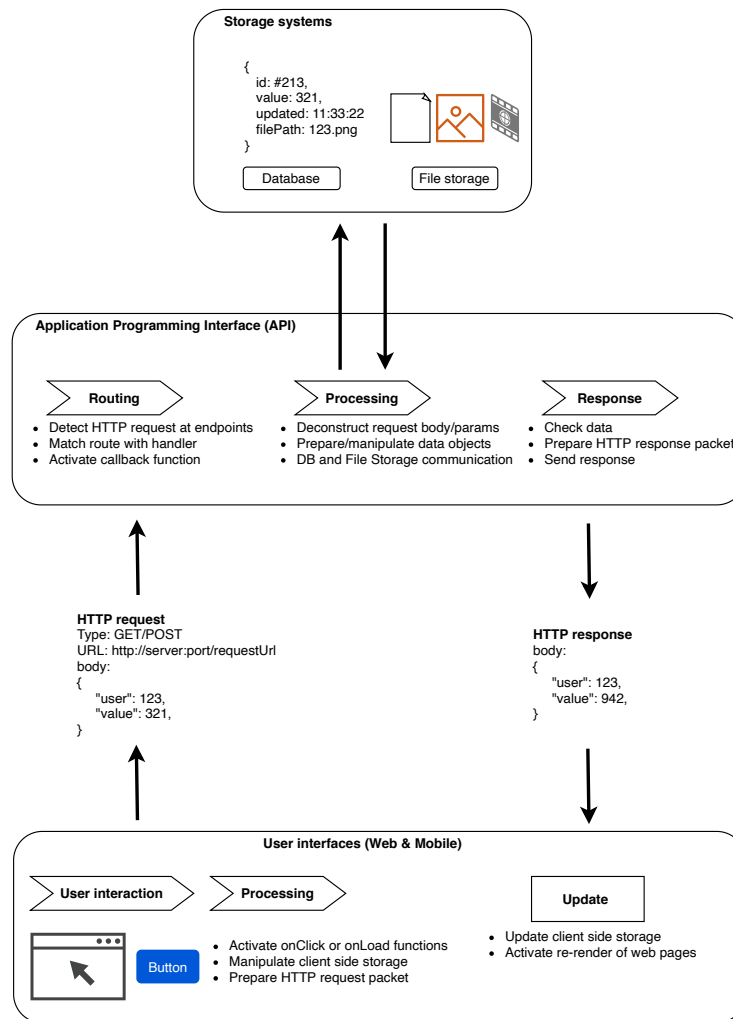 Storage systems
{
id: #213,
value: 321,
updated: 11:33:22
filePath: 123.png
}
Database
File storage
Application Programming Interface (API)
Routing
Detect HTTP request at endpoints
Match route with handler
Activate callback function
Processing
Deconstruct request body/params
Prepare/manipulate data objects
DB and File Storage communication
Response
Check data
Prepare HTTP response packet
Send response
HTTP request
Type: GET/POST
URL: http://server:port/requestUrl
body:
{
"user": 123,
"value": 321,
}
HTTP response
body:
{
"user": 123,
"value": 942,
}
User interfaces (Web & Mobile)
User interaction
Button
Processing
Activate onClick or onLoad functions
Manipulate client side storage
Prepare HTTP request packet
Update
Update client side storage
Activate re-render of web pages